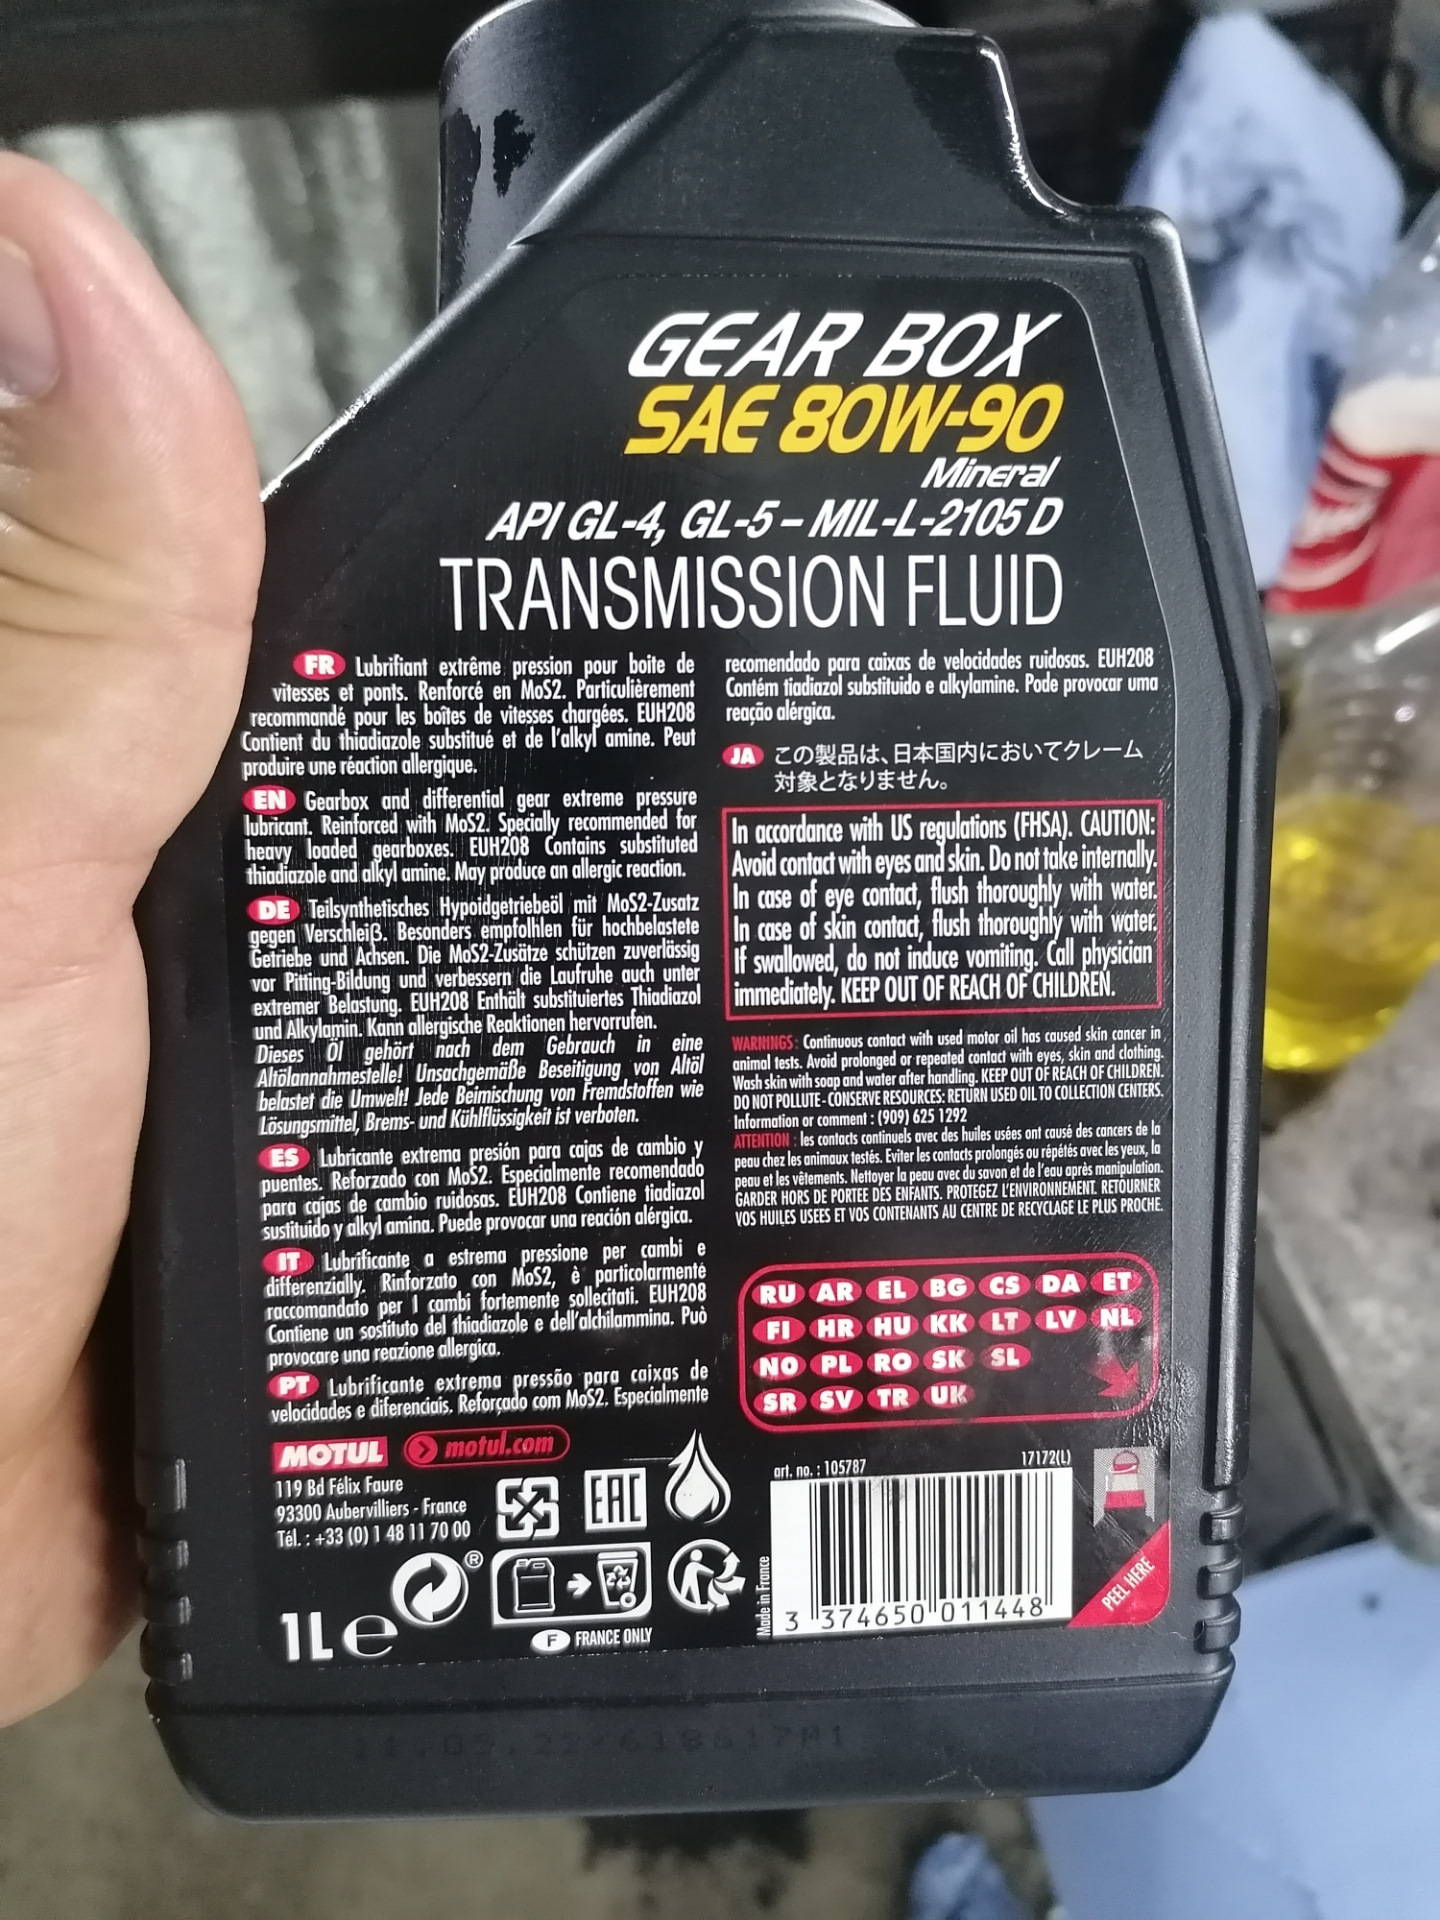 GEAR BOX
SAE 80W-90
Mineral
API GL-4, GL-5 – MIL-L-2105 D
TRANSMISSION FLUID
FR Lubrifiant extrême pression pour boite de
vitesses et ponts. Renforcé en MoS2. Particulièrement
recommandé pour les boîtes de vitesses chargées. EUH208
Contient du thiadiazole substitué et de l'alkyl amine. Peut
produire une réaction allergique.
EN Gearbox and differential gear extreme pressure
lubricant. Reinforced with MoS2. Specially recommended for
heavy loaded gearboxes. EUH208 Contains substituted
thiadiazole and alkyl amine. May produce an allergic reaction.
DE Teilsynthetisches Hypoidgetriebeöl mit MoS2-Zusatz
gegen Verschleiß. Besonders empfolhlen für hochbelastete
Getriebe und Achsen. Die MoS2-Zusätze schützen zuverlässig
vor Pitting-Bildung und verbessern die Laufruhe auch unter
extremer Belastung. EUH208 Enthält substituiertes Thiadiazol
und Alkylamin. Kann allergische Reaktionen hervorrufen.
Dieses Öl gehört nach dem Gebrauch in eine
Altölannahmestelle! Unsachgemäße Beseitigung von Altöl
belastet die Umwelt! Jede Beimischung von Fremdstoffen wie
Lösungsmittel, Brems- und Kühlflüssigkeit ist verboten.
ES Lubricante extrema presión para cajas de cambio y
puentes. Reforzado con MoS2. Especialmente recomendado
para cajas de cambio ruidosas. EUH208 Contiene tiadiazol
sustituido y alkyl amina. Puede provocar una reación alérgica.
IT Lubrificante a estrema pressione per cambi e
differenzially. Rinforzato con MoS2, è particolarmente
raccomandato per I cambi fortemente sollecitati. EUH208
Contiene un sostituto del thiadiazole e dell'alchilammina. Può
provocare una reazione allergica.
PT Lubrificante extrema pressão para caixas de
velocidades e diferenciais. Reforçado com MoS2. Especialmente
recomendado para caixas de velocidades ruidosas. EUH208
Contém tiadiazol substituido e alkylamine. Pode provocar uma
reação alérgica.
JA この製品は、日本国内においてクレーム
対象となりません。
In accordance with US regulations (FHSA). CAUTION:
Avoid contact with eyes and skin. Do not take internally.
In case of eye contact, flush thoroughly with water.
In case of skin contact, flush thoroughly with water.
If swallowed, do not induce vomiting. Call physician
immediately. KEEP OUT OF REACH OF CHILDREN.
WARNINGS: Continuous contact with used motor oil has caused skin cancer in
animal tests. Avoid prolonged or repeated contact with eyes, skin and clothing.
Wash skin with soap and water after handling. KEEP OUT OF REACH OF CHILDREN.
DO NOT POLLUTE - CONSERVE RESOURCES: RETURN USED OIL TO COLLECTION CENTERS.
Information or comment : (909) 625 1292
ATTENTION : les contacts continuels avec des huiles usées ont causé des cancers de la
peau chez les animaux testés. Eviter les contacts prolongés ou répétés avec les yeux, la
peau et les vêtements. Nettoyer la peau avec du savon et de l'eau après manipulation.
GARDER HORS DE PORTEE DES ENFANTS. PROTEGEZ L'ENVIRONNEMENT. RETOURNER
VOS HUILES USEES ET VOS CONTENANTS AU CENTRE DE RECYCLAGE LE PLUS PROCHE.
RU AR EL BG CS DA ET
FI HR HU KK LT LV NL
NO PL RO SK SL
SR SV TR UK
MOTUL motul.com
119 Bd Félix Faure
93300 Aubervilliers - France
Tél. : +33 (0) 1 48 11 70 00
EAC
1L e
F FRANCE ONLY
art. no. : 105787
17172(L)
Made in France
3 374650 011448
PEEL HERE